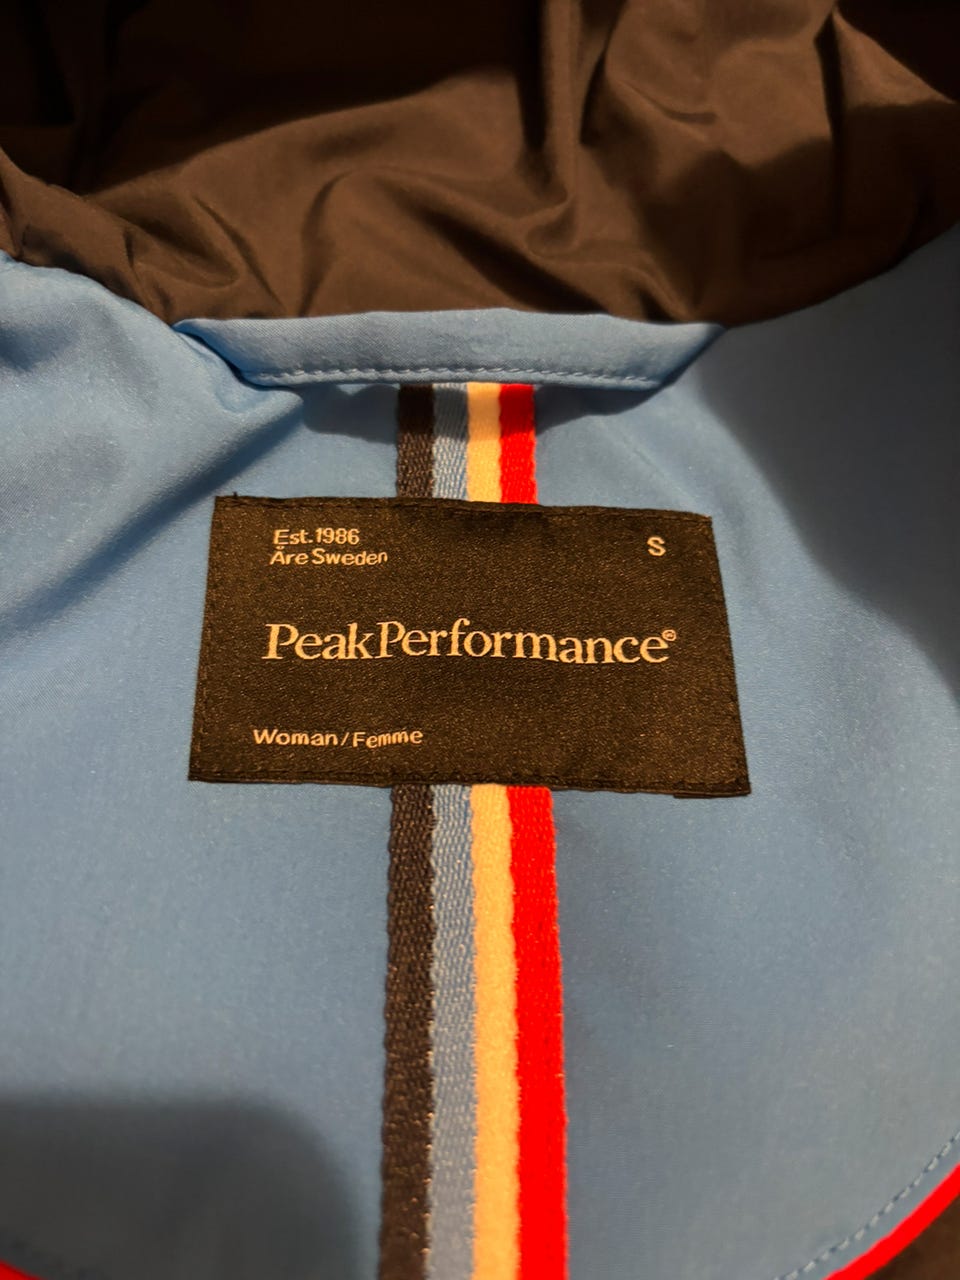 Est. 1986
Åre Sweden
S
PeakPerformance®
Woman/Femme